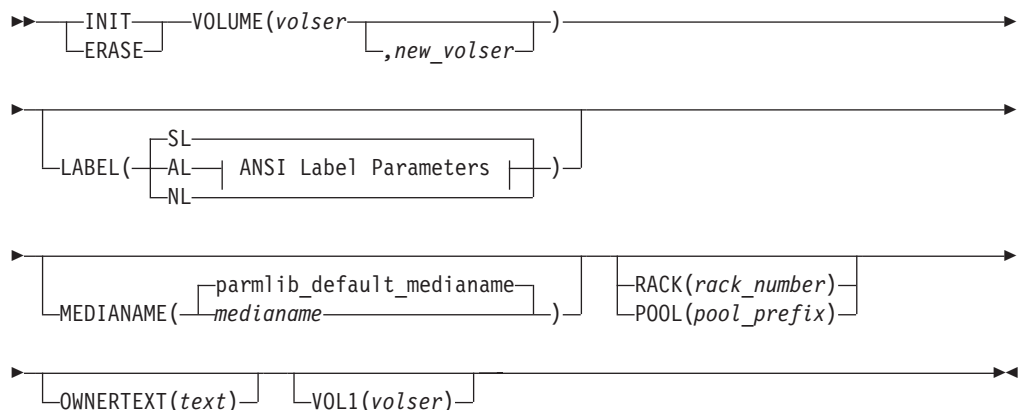 INIT VOLUME(volser )
ERASE ,new_volser
SL
LABEL( AL ANSI Label Parameters )
NL
parmlib_default_medianame RACK(rack_number)
MEDIANAME( medianame ) POOL(pool_prefix)
OWNERTEXT(text) VOL1(volser)